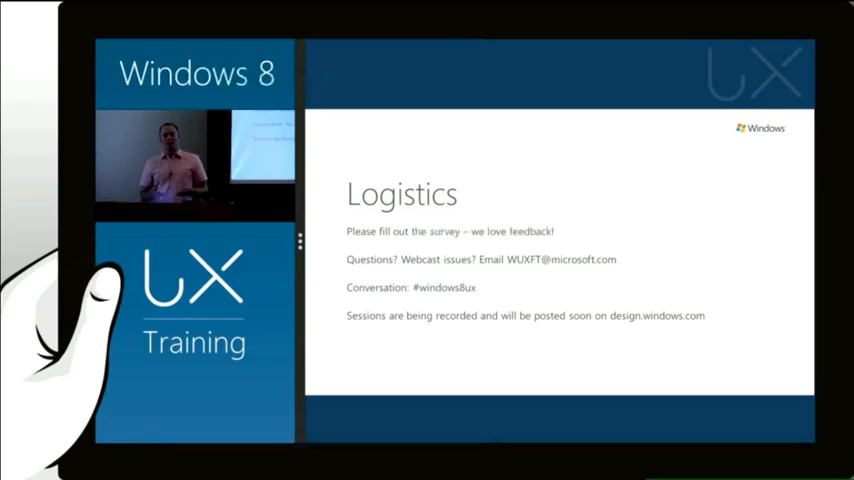 Windows 8
UX
Training
UX
Windows
Logistics
Please fill out the survey – we love feedback!
Questions? Webcast issues? Email WUXFT@microsoft.com
Conversation: #windows8ux
Sessions are being recorded and will be posted soon on design.windows.com